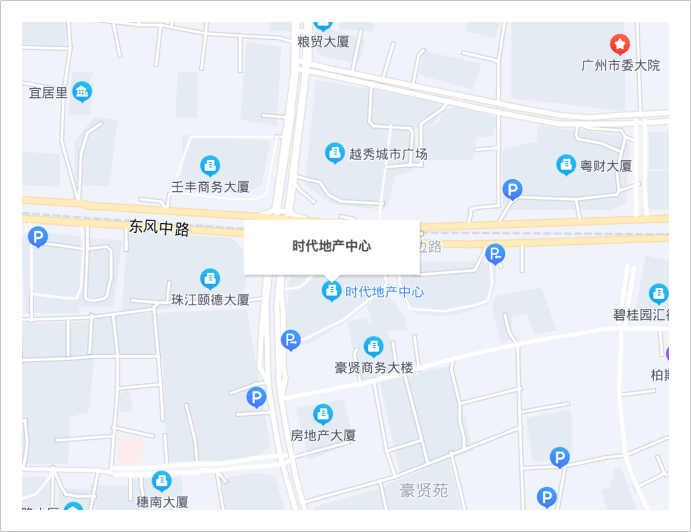 粮贸大厦
广州市委大院
宜居里
越秀城市广场
粤财大厦
壬丰商务大厦
P
东风中路
P
时代地产中心
边路
P
珠江颐德大厦
时代地产中心
碧桂园汇
P
豪贤商务大楼
P
房地产大厦
P
豪贤苑
穗南大厦
P
大厦